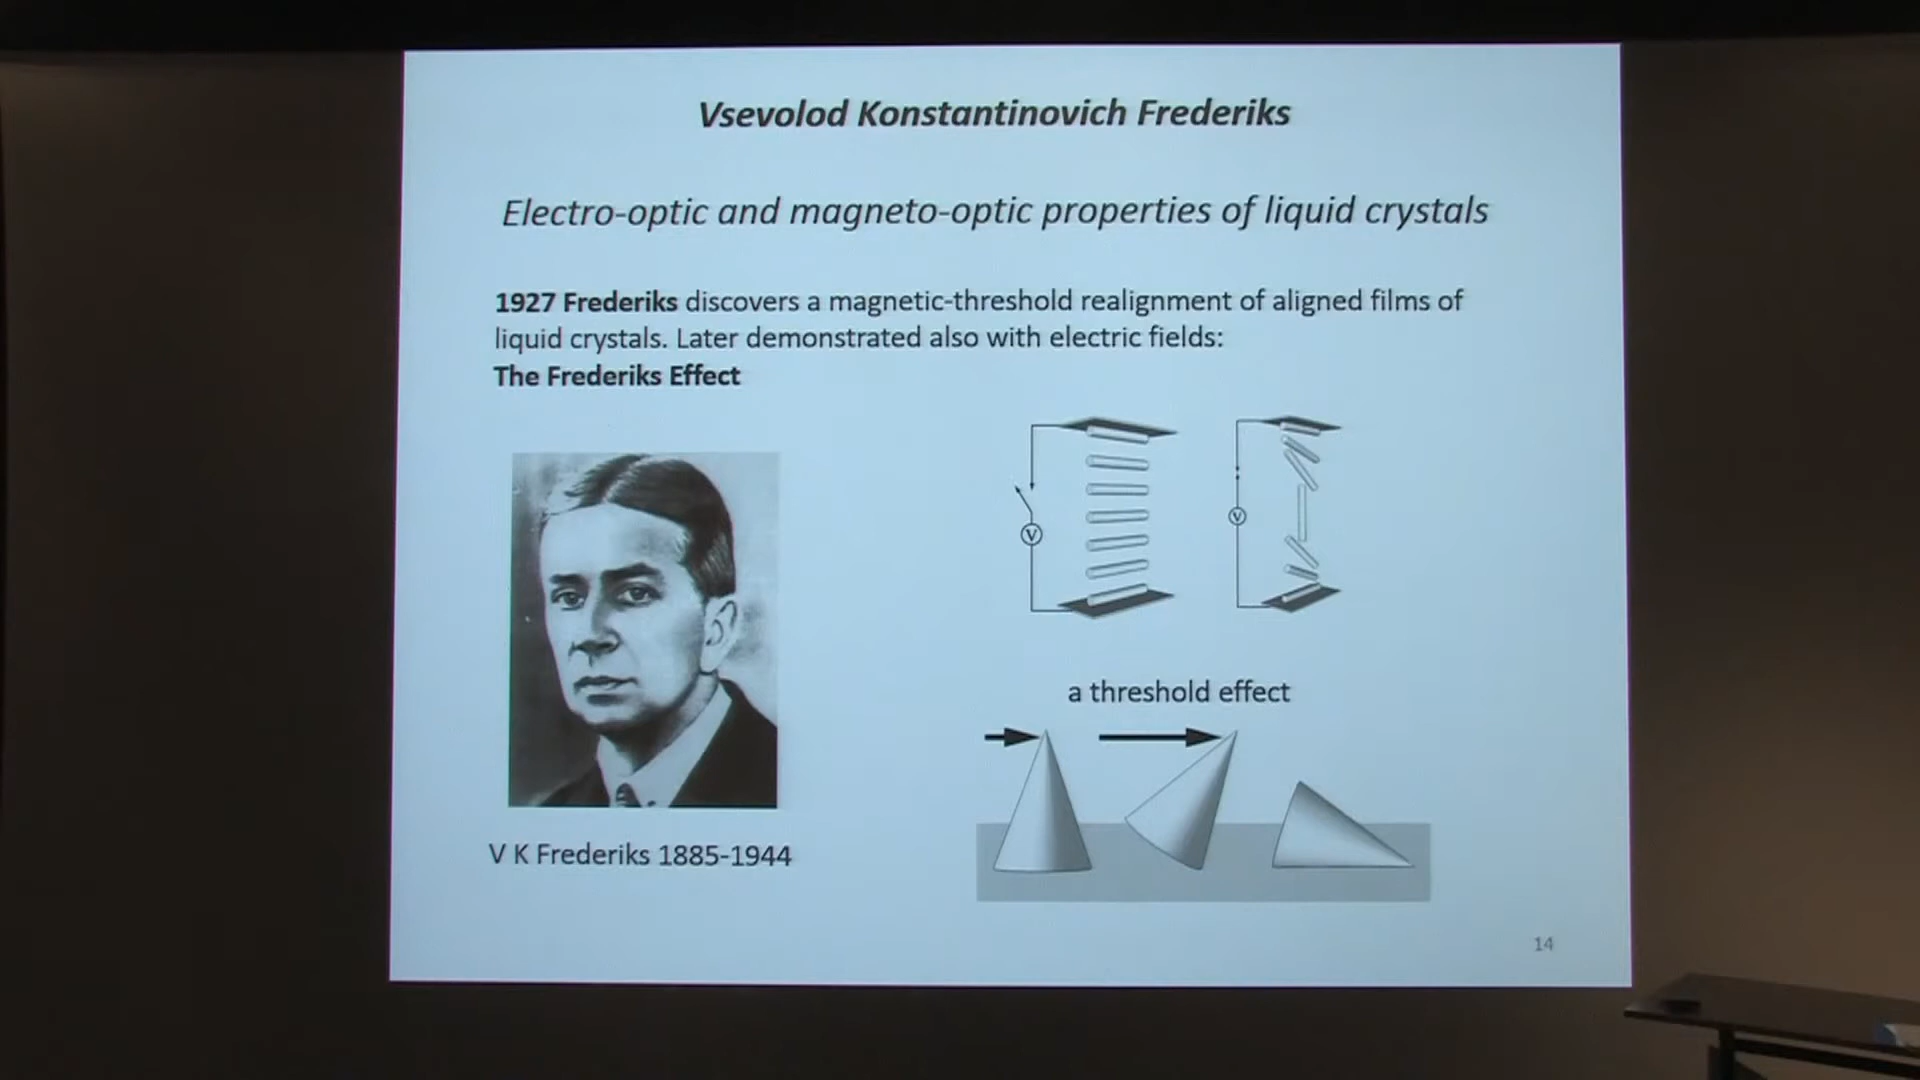 Vsevolod Konstantinovich Frederiks
Electro-optic and magneto-optic properties of liquid crystals
1927 Frederiks discovers a magnetic-threshold realignment of aligned films of
liquid crystals. Later demonstrated also with electric fields:
The Frederiks Effect
V
V
a threshold effect
V K Frederiks 1885-1944
14